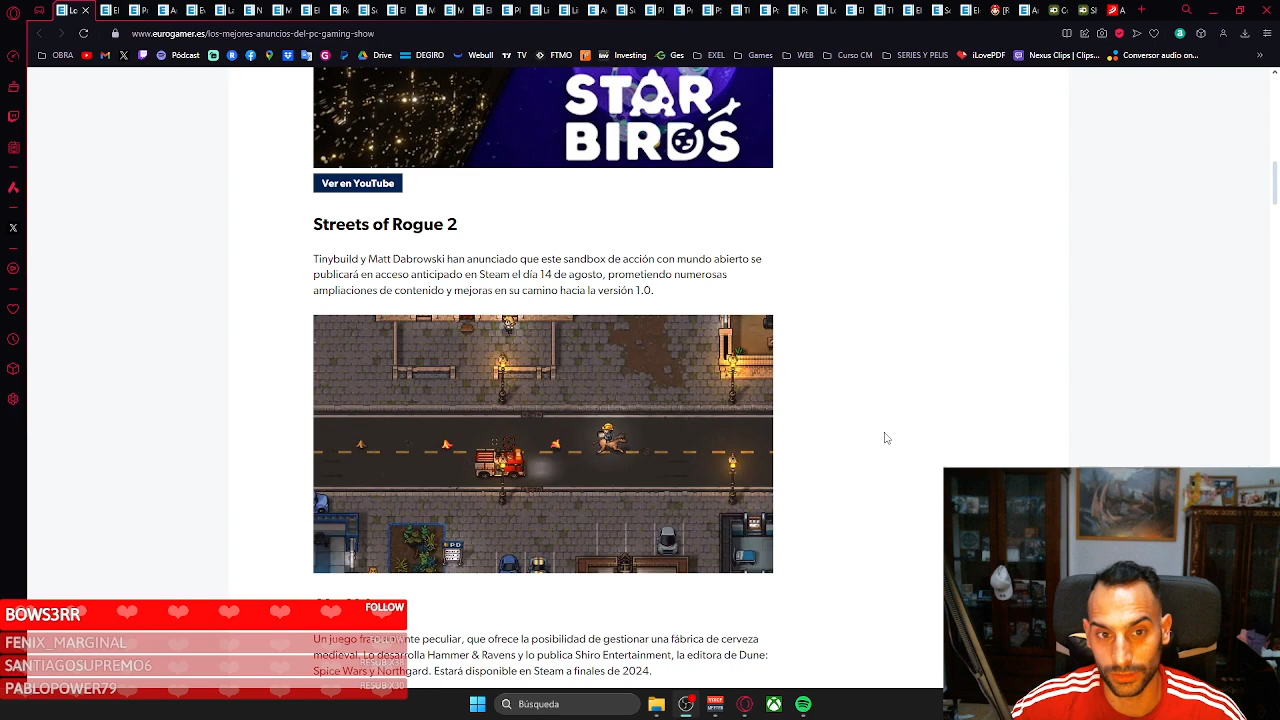 www.eurogamer.es/los-mejores-anuncios-del-pc-gaming-show
OBRA
Pódcast
Drive
DEGIRO
Webull
TV
FTMO
Investing
Ges
EXEL
Games
WEB
Curso CM
SERIES Y PELIS
iLovePDF
Nexus Clips | Clips...
Conversor audio on...
STAR
BIRDS
Ver en YouTube
Streets of Rogue 2
Tinybuild y Matt Dabrowski han anunciado que este sandbox de acción con mundo abierto se
publicará en acceso anticipado en Steam el día 14 de agosto, prometiendo numerosas
ampliaciones de contenido y mejoras en su camino hacia la versión 1.0.
BOWS3RR
FOLLOW
FENIX_MARGINAL
FOLLOW
SANTIAGOSUPREMO6
RESUB X38
PABLOPOWER79
RESUB X30
Un juego nte peculiar, que ofrece la posibilidad de gestionar una fábrica de cerveza
medieval. Lo desarrolla Hammer & Ravens y lo publica Shiro Entertainment, la editora de Dune:
Spice Wars y Northgard. Estará disponible en Steam a finales de 2024.
Búsqueda